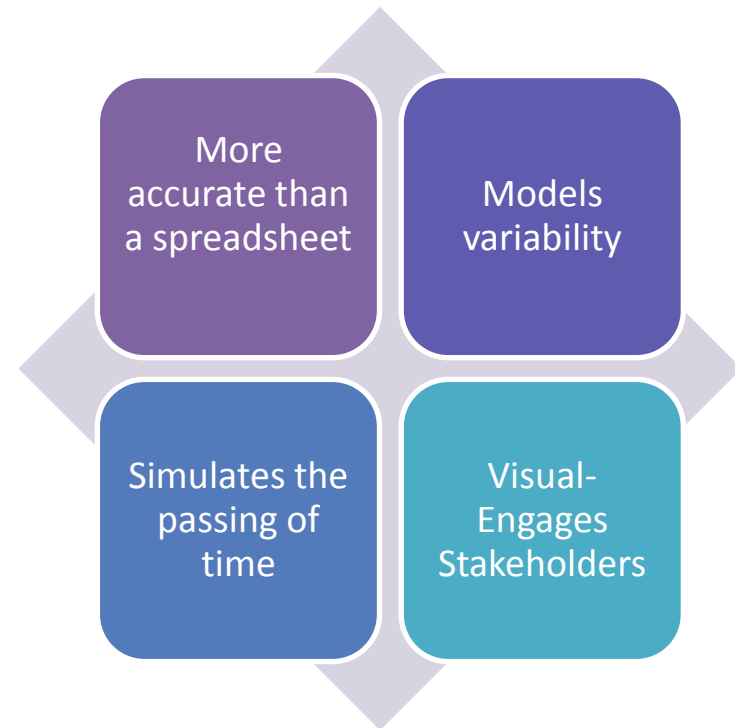 More
accurate than
a spreadsheet
Models
variability
Simulates the
passing of
time
Visual-
Engages
Stakeholders